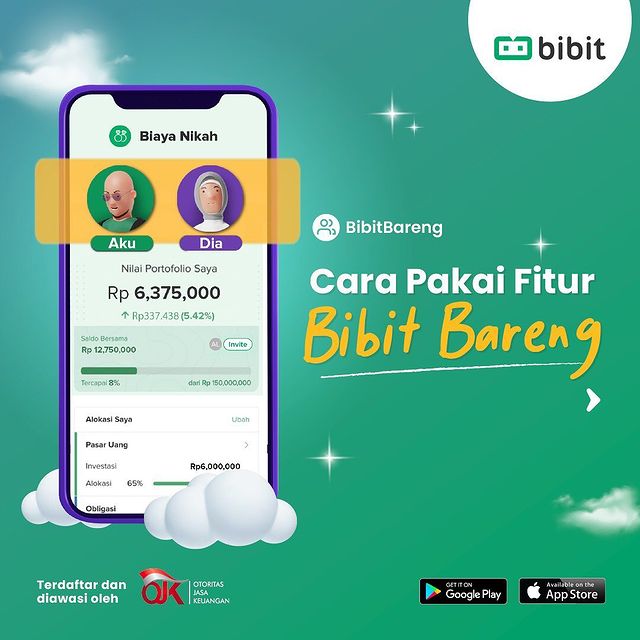 bibit
Biaya Nikah
Aku
Dia
Nilai Portofolio Saya
Rp 6,375,000
↑ Rp337.438 (5.42%)
Saldo Bersama
Rp 12,750,000
AL
Invite
Tercapai 8%
dari Rp 150,000,000
Alokasi Saya
Ubah
Pasar Uang
Investasi
Rp6,000,000
Alokasi
65%
Obligasi
BibitBareng
Cara Pakai Fitur
Bibit Bareng
Terdaftar dan
diawasi oleh
OJK
OTORITAS
JASA
KEUANGAN
GET IT ON
Google Play
Available on the
App Store